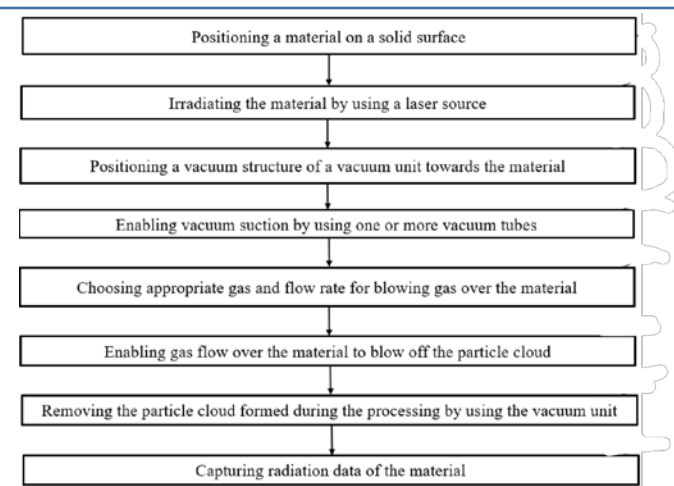 Positioning a material on a solid surface
Irradiating the material by using a laser source
Positioning a vacuum structure of a vacuum unit towards the material
Enabling vacuum suction by using one or more vacuum tubes
Choosing appropriate gas and flow rate for blowing gas over the material
Enabling gas flow over the material to blow off the particle cloud
Removing the particle cloud formed during the processing by using the vacuum unit
Capturing radiation data of the material